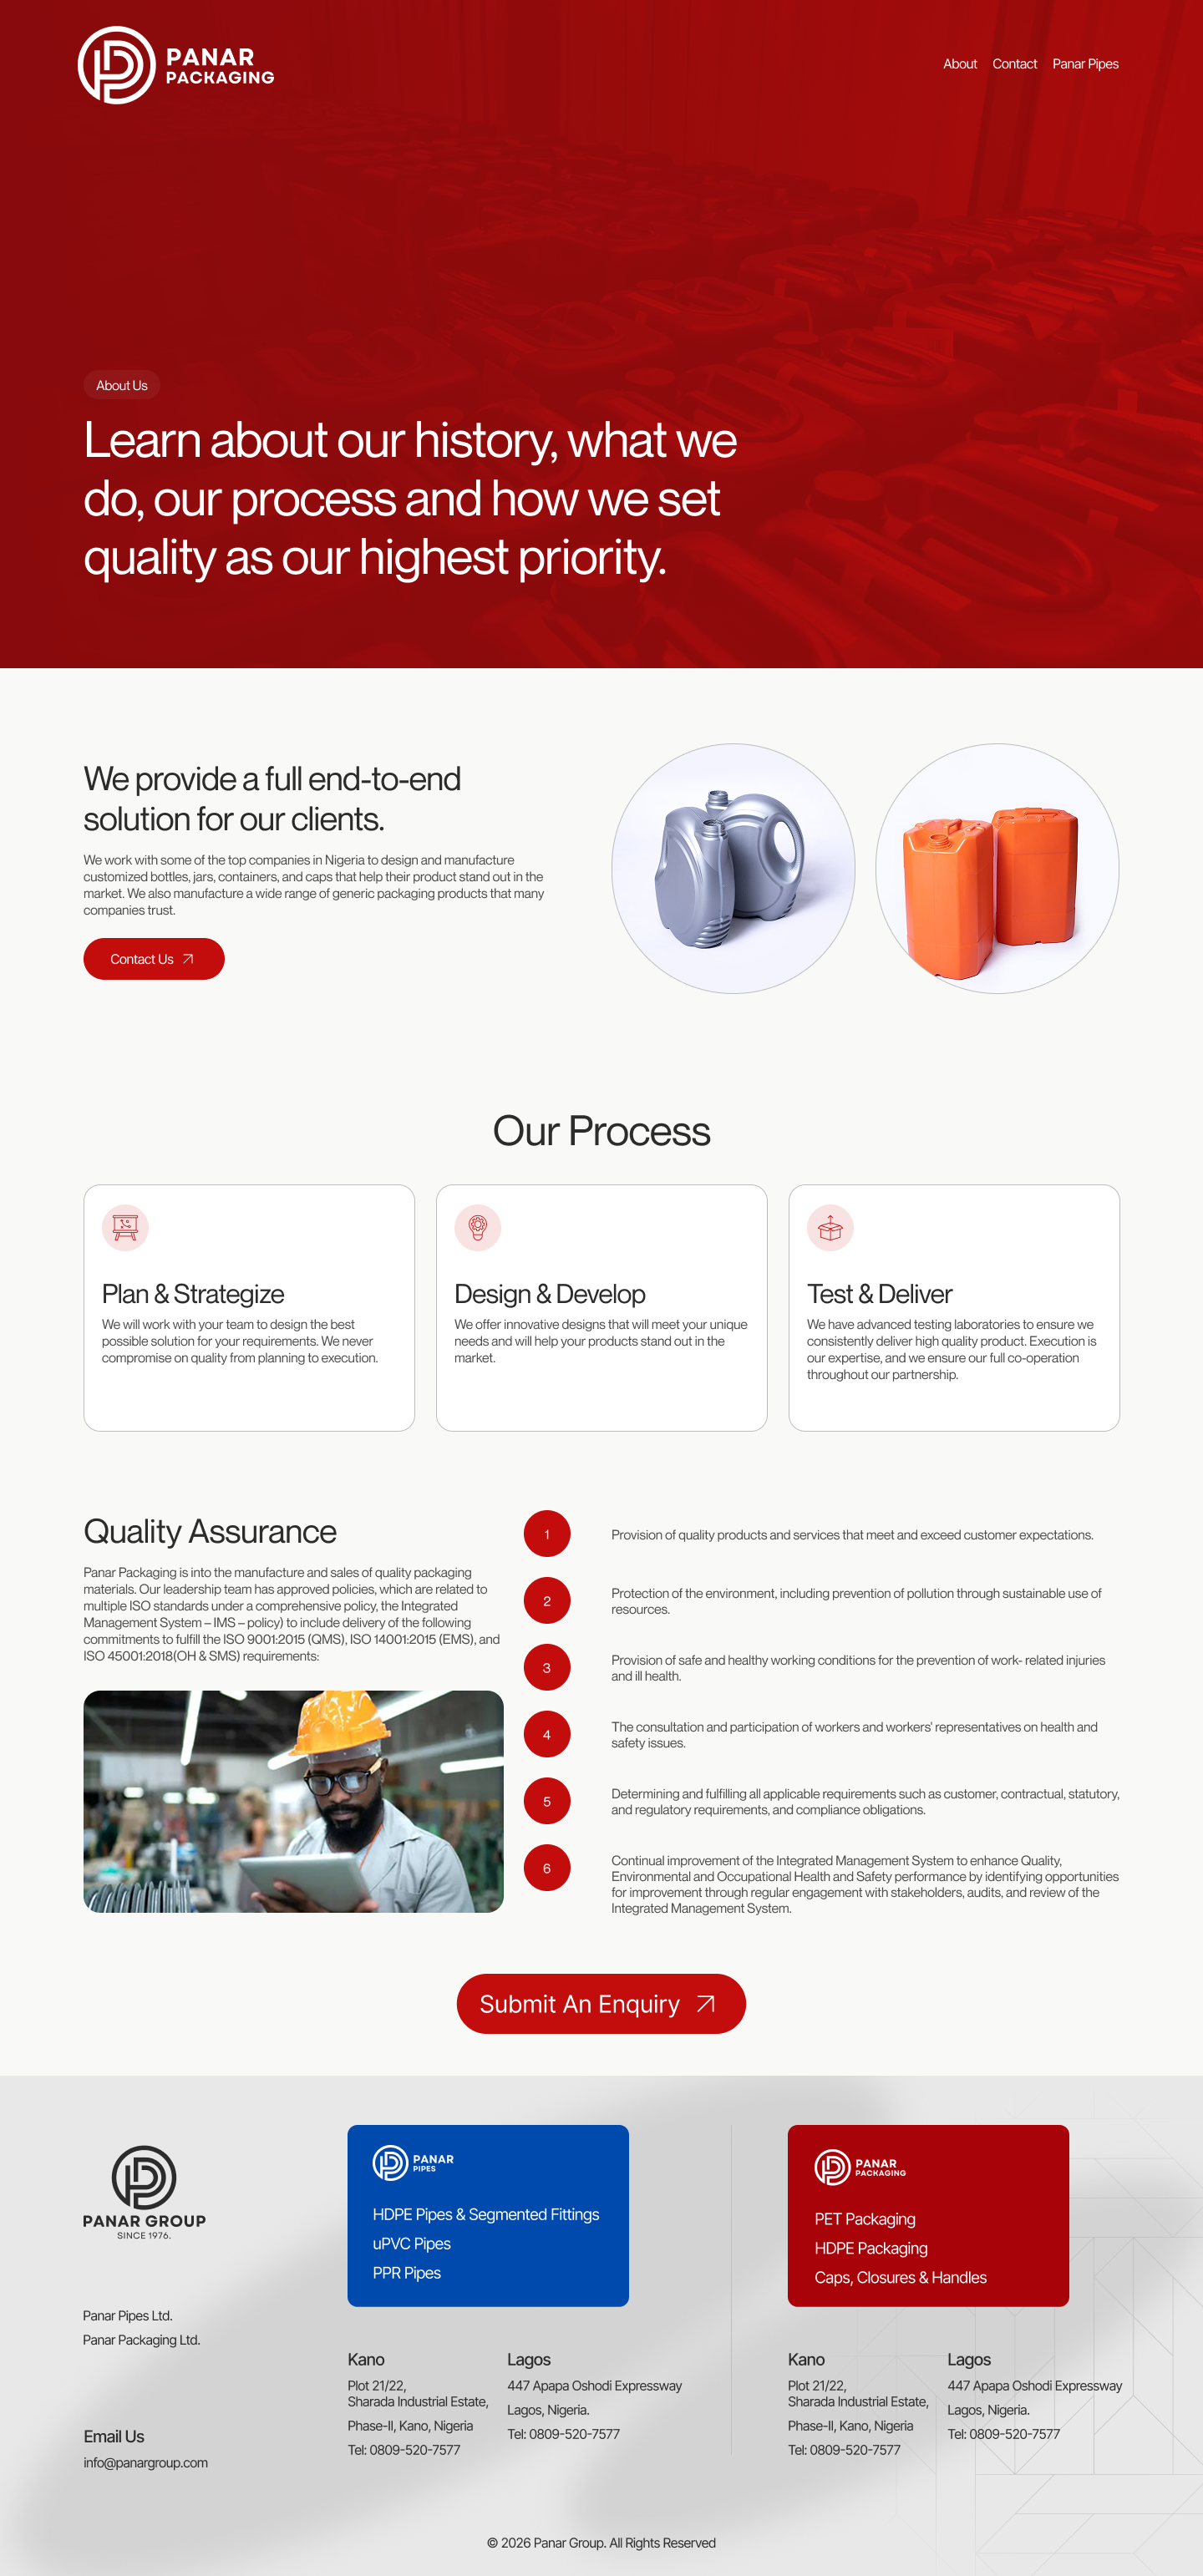 PANAR
PACKAGING
About Contact Panar Pipes
About Us
Learn about our history, what we
do, our process and how we set
quality as our highest priority.
We provide a full end-to-end
solution for our clients.
We work with some of the top companies in Nigeria to design and manufacture
customized bottles, jars, containers, and caps that help their product stand out in the
market. We also manufacture a wide range of generic packaging products that many
companies trust.
Contact Us
Our Process
Plan & Strategize
We will work with your team to design the best
possible solution for your requirements. We never
compromise on quality from planning to execution.
Design & Develop
We offer innovative designs that will meet your unique
needs and will help your products stand out in the
market.
Test & Deliver
We have advanced testing laboratories to ensure we
consistently deliver high quality product. Execution is
our expertise, and we ensure our full co-operation
throughout our partnership.
Quality Assurance
Panar Packaging is into the manufacture and sales of quality packaging
materials. Our leadership team has approved policies, which are related to
multiple ISO standards under a comprehensive policy, the Integrated
Management System – IMS – policy) to include delivery of the following
commitments to fulfill the ISO 9001:2015 (QMS), ISO 14001:2015 (EMS), and
ISO 45001:2018(OH & SMS) requirements:
1
Provision of quality products and services that meet and exceed customer expectations.
2
Protection of the environment, including prevention of pollution through sustainable use of
resources.
3
Provision of safe and healthy working conditions for the prevention of work- related injuries
and ill health.
4
The consultation and participation of workers and workers' representatives on health and
safety issues.
5
Determining and fulfilling all applicable requirements such as customer, contractual, statutory,
and regulatory requirements, and compliance obligations.
6
Continual improvement of the Integrated Management System to enhance Quality,
Environmental and Occupational Health and Safety performance by identifying opportunities
for improvement through regular engagement with stakeholders, audits, and review of the
Integrated Management System.
Submit An Enquiry
PANAR GROUP
SINCE 1976.
Panar Pipes Ltd.
Panar Packaging Ltd.
Email Us
info@panargroup.com
PANAR
PIPES
HDPE Pipes & Segmented Fittings
uPVC Pipes
PPR Pipes
Kano
Plot 21/22,
Sharada Industrial Estate,
Phase-II, Kano, Nigeria
Tel: 0809-520-7577
Lagos
447 Apapa Oshodi Expressway
Lagos, Nigeria.
Tel: 0809-520-7577
PANAR
PACKAGING
PET Packaging
HDPE Packaging
Caps, Closures & Handles
Kano
Plot 21/22,
Sharada Industrial Estate,
Phase-II, Kano, Nigeria
Tel: 0809-520-7577
Lagos
447 Apapa Oshodi Expressway
Lagos, Nigeria.
Tel: 0809-520-7577
© 2026 Panar Group. All Rights Reserved